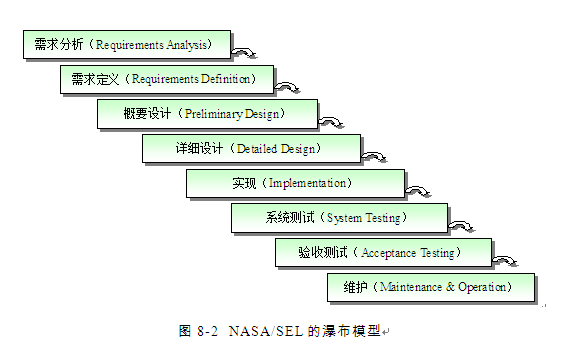 需求分析（Requirements Analysis）
需求定义（Requirements Definition）
概要设计（Preliminary Design）
详细设计（Detailed Design）
实现（Implementation）
系统测试（System Testing）
验收测试（Acceptance Testing）
维护（Maintenance & Operation）
图 8-2 NASA/SEL 的瀑布模型